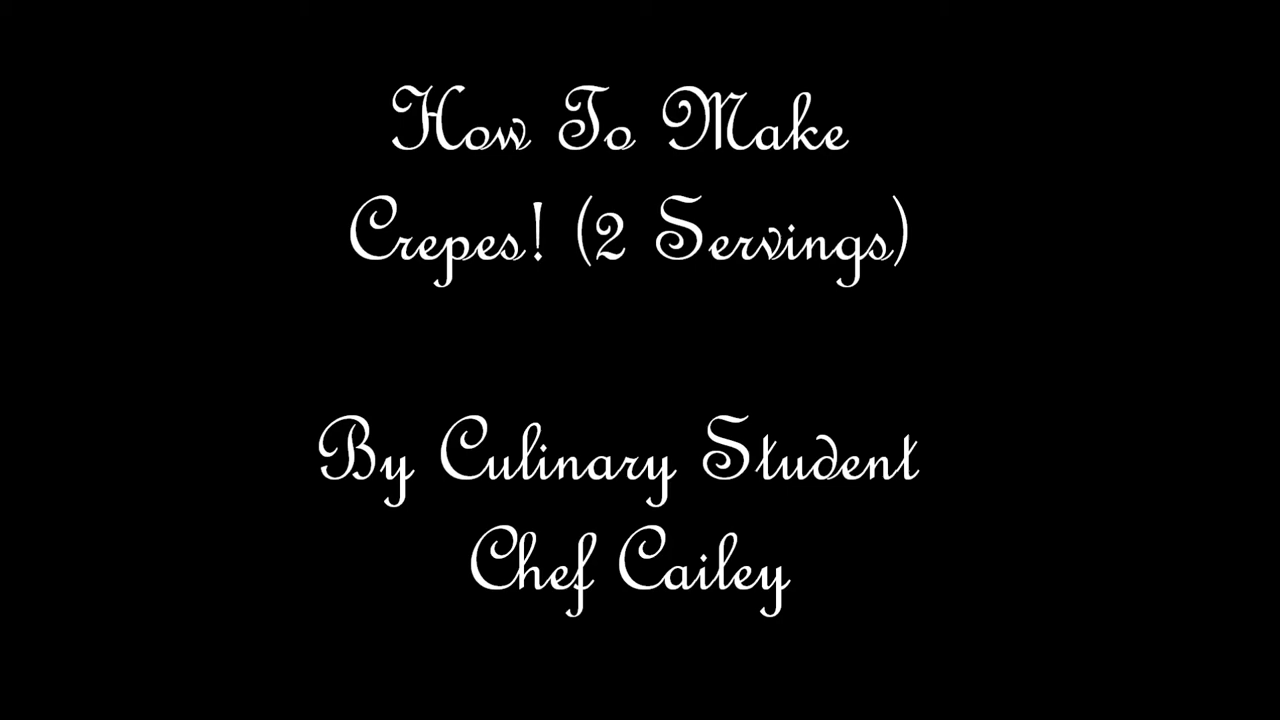 How To Make
Crepes! (2 Servings)
By Culinary Student
Chef Cailey